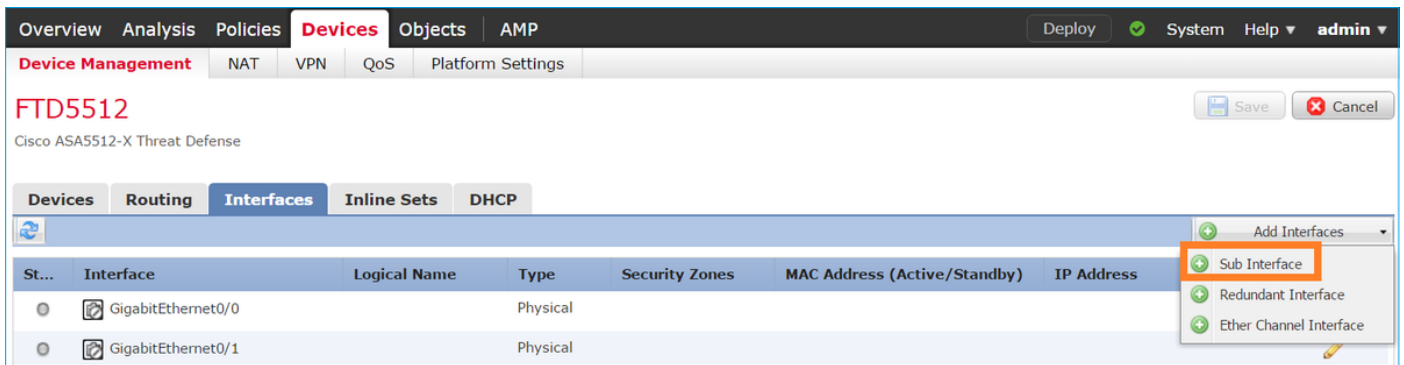 Overview Analysis Policies Devices Objects AMP Deploy System Help admin
Device Management NAT VPN QoS Platform Settings
FTD5512
Save Cancel
Cisco ASA5512-X Threat Defense
Devices Routing Interfaces Inline Sets DHCP
Add Interfaces
Sub Interface
Redundant Interface
Ether Channel Interface
St... Interface Logical Name Type Security Zones MAC Address (Active/Standby) IP Address
GigabitEthernet0/0 Physical
GigabitEthernet0/1 Physical